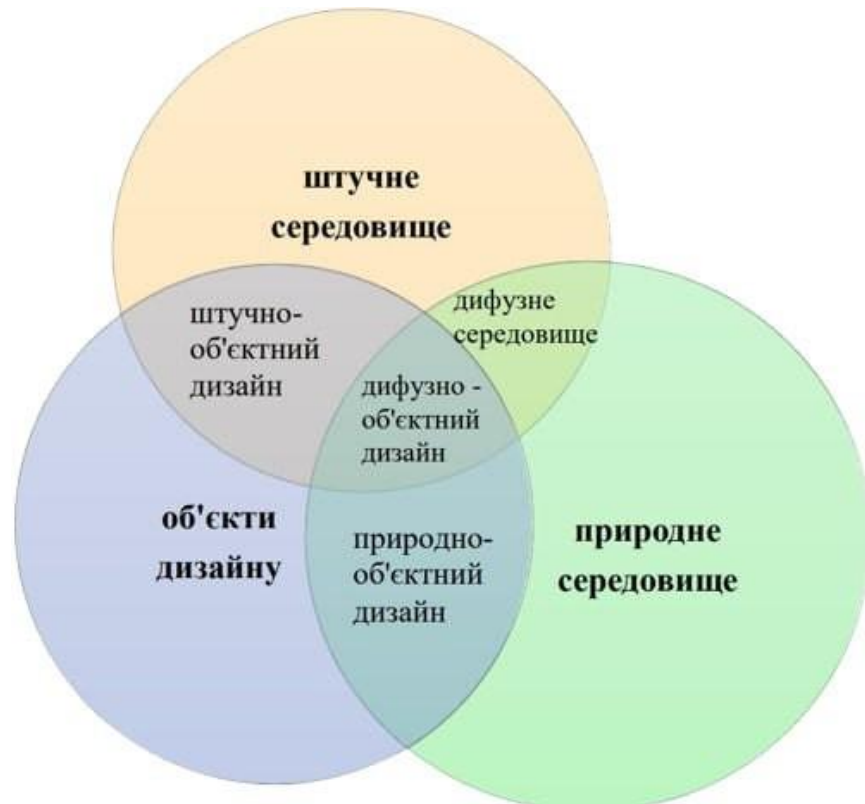 штучне
середовище
штучно-
об'єктний
дизайн
дифузне
середовище
дифузно -
об'єктний
дизайн
об'єкти
дизайну
природно-
об'єктний
дизайн
природне
середовище